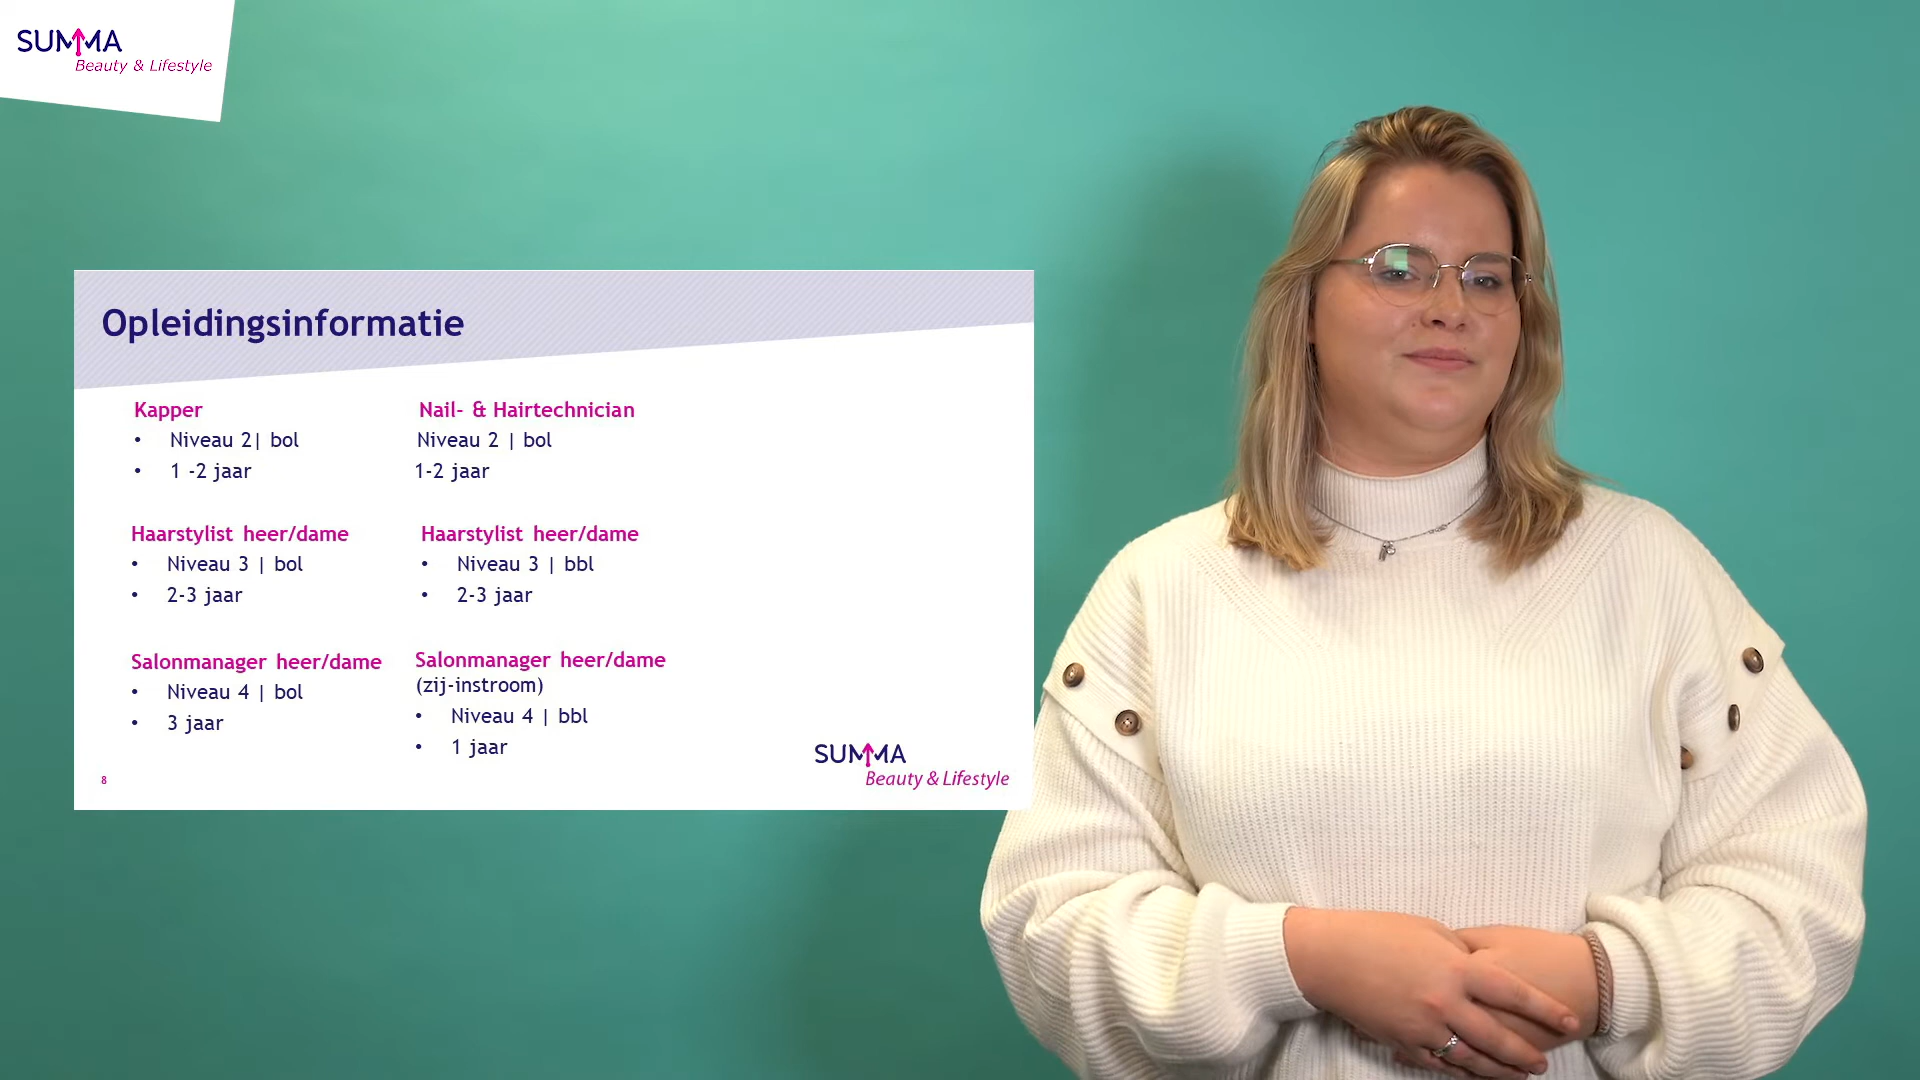 SUMMA
Beauty & Lifestyle
Opleidingsinformatie
Kapper
• Niveau 2| bol
• 1 -2 jaar
Nail- & Hairtechnician
Niveau 2 | bol
1-2 jaar
Haarstylist heer/dame
• Niveau 3 | bol
• 2-3 jaar
Haarstylist heer/dame
• Niveau 3 | bbl
• 2-3 jaar
Salonmanager heer/dame
• Niveau 4 | bol
• 3 jaar
Salonmanager heer/dame
(zij-instroom)
• Niveau 4 | bbl
• 1 jaar
8
SUMMA
Beauty & Lifestyle